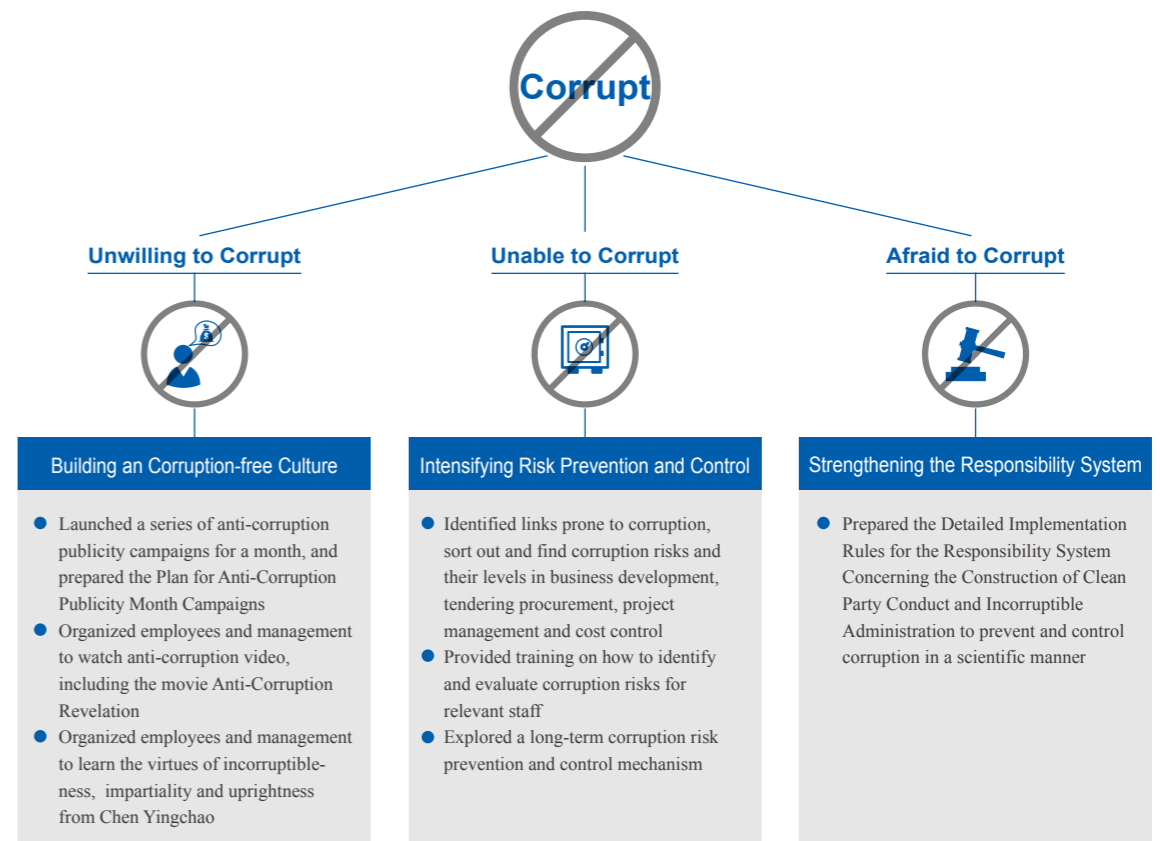 Corrupt
Unwilling to Corrupt
Building an Corruption-free Culture
Launched a series of anti-corruption
publicity campaigns for a month, and
prepared the Plan for Anti-Corruption
Publicity Month Campaigns
Organized employees and management
to watch anti-corruption video,
including the movie Anti-Corruption
Revelation
Organized employees and management
to learn the virtues of incorruptible-
ness, impartiality and uprightness
from Chen Yingchao
Unable to Corrupt
Intensifying Risk Prevention and Control
Identified links prone to corruption,
sort out and find corruption risks and
their levels in business development,
tendering procurement, project
management and cost control
Provided training on how to identify
and evaluate corruption risks for
relevant staff
Explored a long-term corruption risk
prevention and control mechanism
Afraid to Corrupt
Strengthening the Responsibility System
Prepared the Detailed Implementation
Rules for the Responsibility System
Concerning the Construction of Clean
Party Conduct and Incorruptible
Administration to prevent and control
corruption in a scientific manner